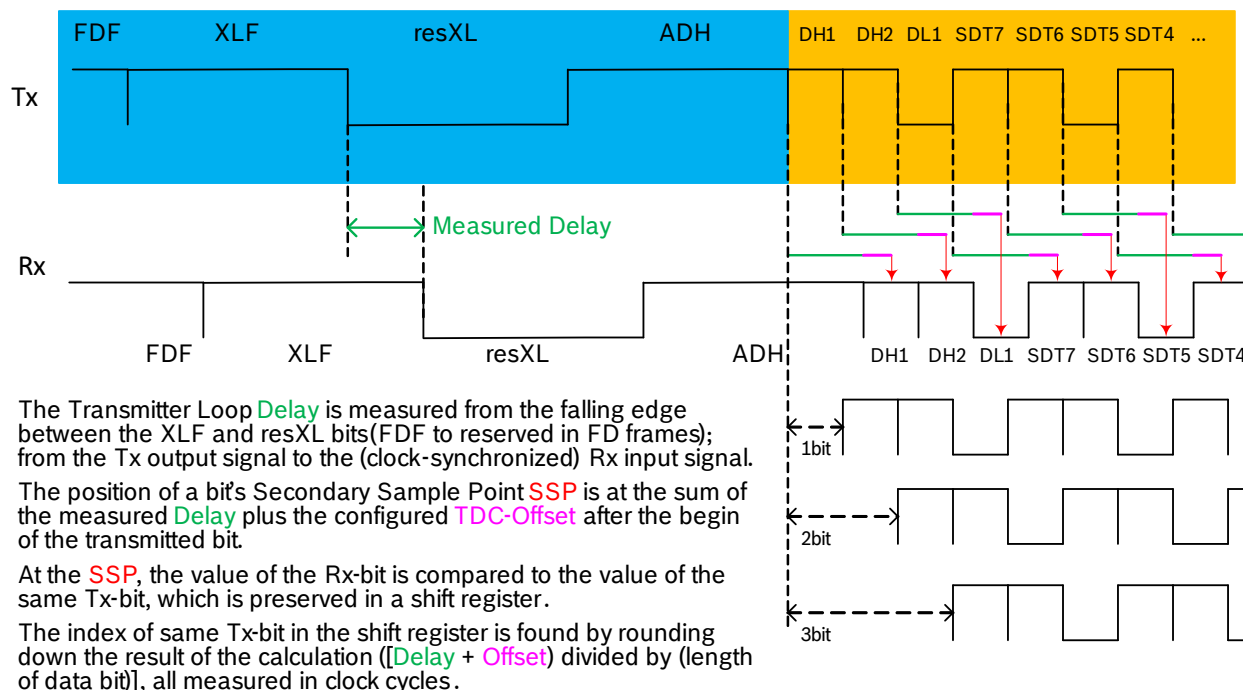 FDF XLF resXL ADH DH1 DH2 DL1 SDT7 SDT6 SDT5 SDT4 ...
Tx
Measured Delay
Rx
FDF XLF resXL ADH DH1 DH2 DL1 SDT7 SDT6 SDT5 SDT4
The Transmitter Loop Delay is measured from the falling edge
between the XLF and resXL bits(FDF to reserved in FD frames);
from the Tx output signal to the (clock-synchronized) Rx input signal.
1bit
The position of a bit's Secondary Sample Point SSP is at the sum of
the measured Delay plus the configured TDC-Offset after the begin
of the transmitted bit.
2bit
At the SSP, the value of the Rx-bit is compared to the value of the
same Tx-bit, which is preserved in a shift register.
3bit
The index of same Tx-bit in the shift register is found by rounding
down the result of the calculation ([Delay + Offset) divided by (length
of data bit)], all measured in clock cycles.